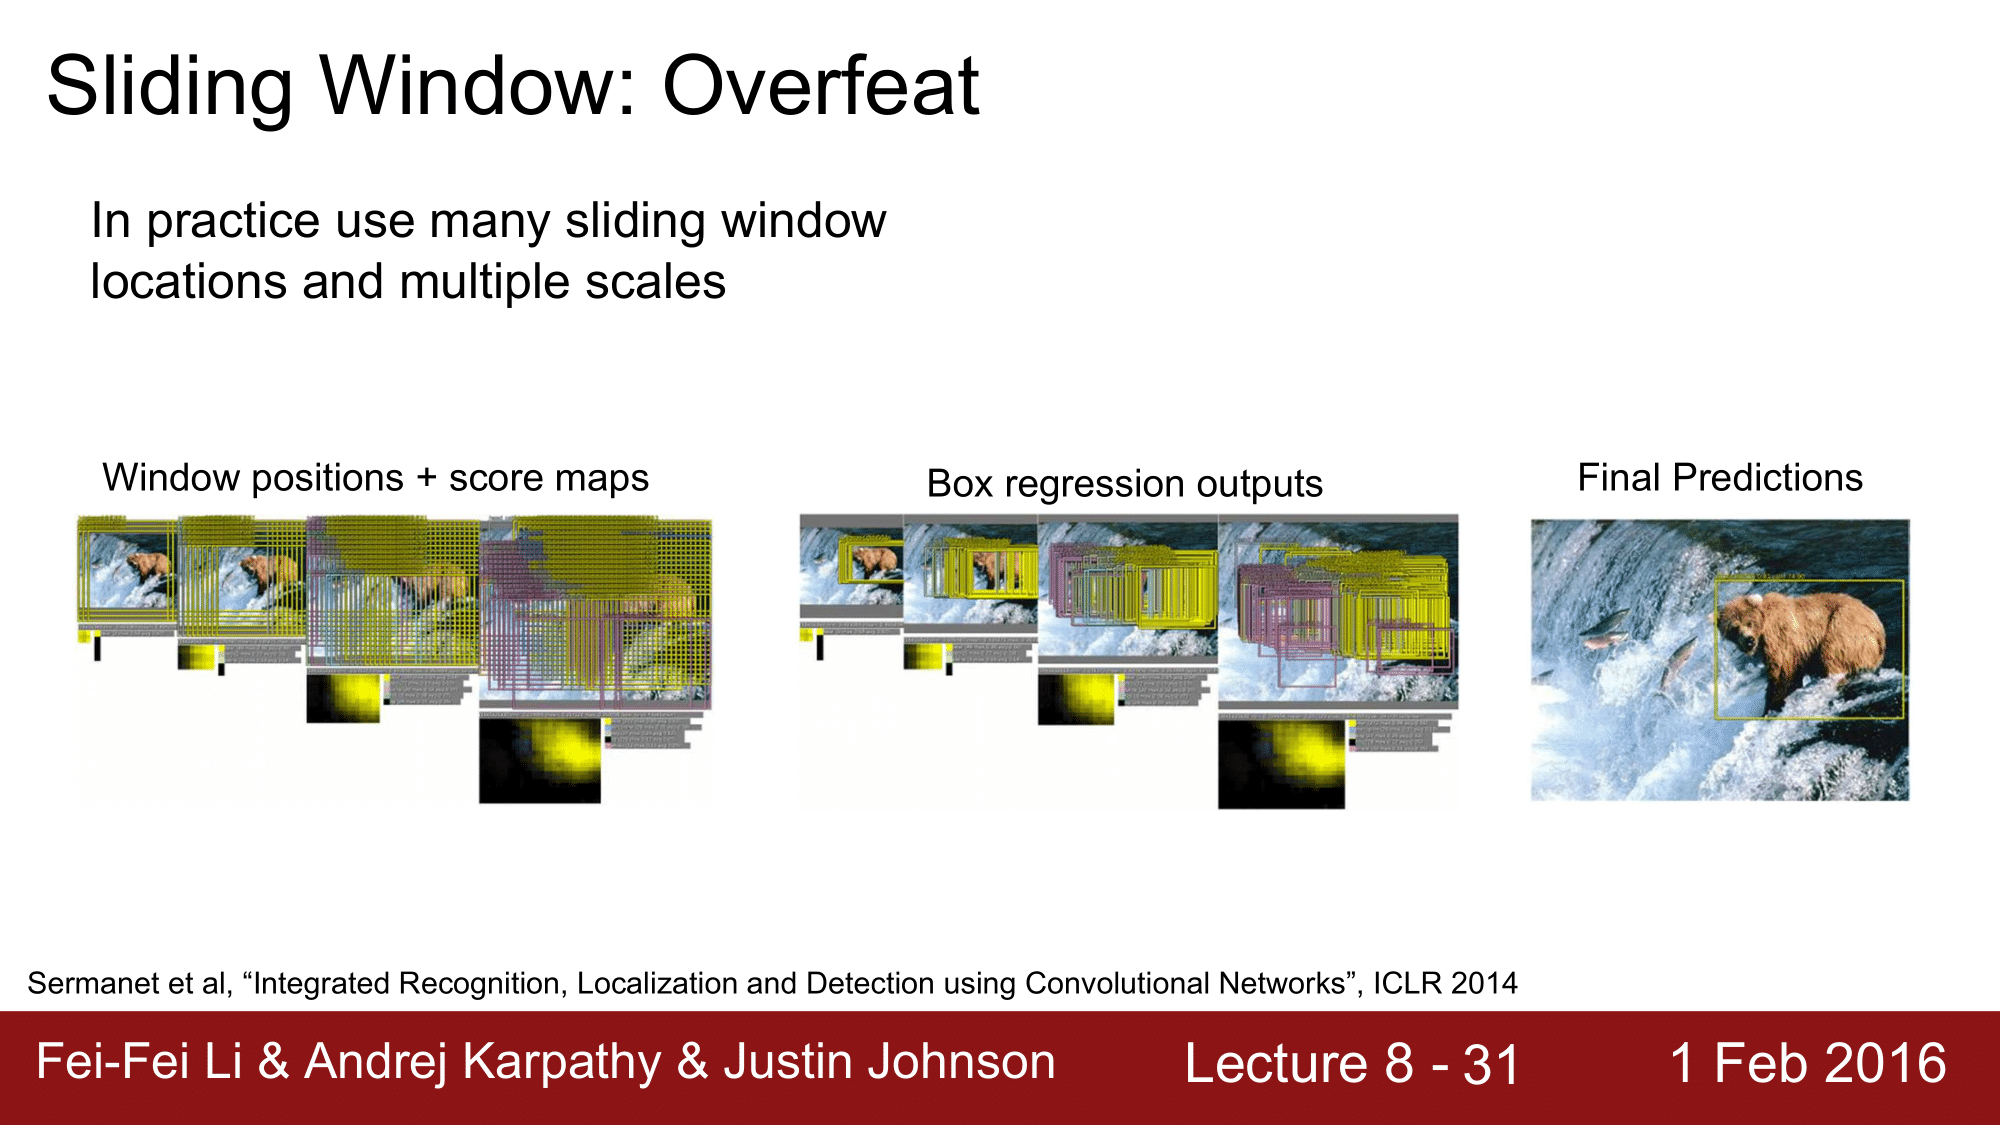 Sliding Window: Overfeat
In practice use many sliding window
locations and multiple scales
Window positions + score maps
Box regression outputs
Final Predictions
Sermanet et al, “Integrated Recognition, Localization and Detection using Convolutional Networks”, ICLR 2014
Fei-Fei Li & Andrej Karpathy & Justin Johnson
Lecture 8 - 31
1 Feb 2016